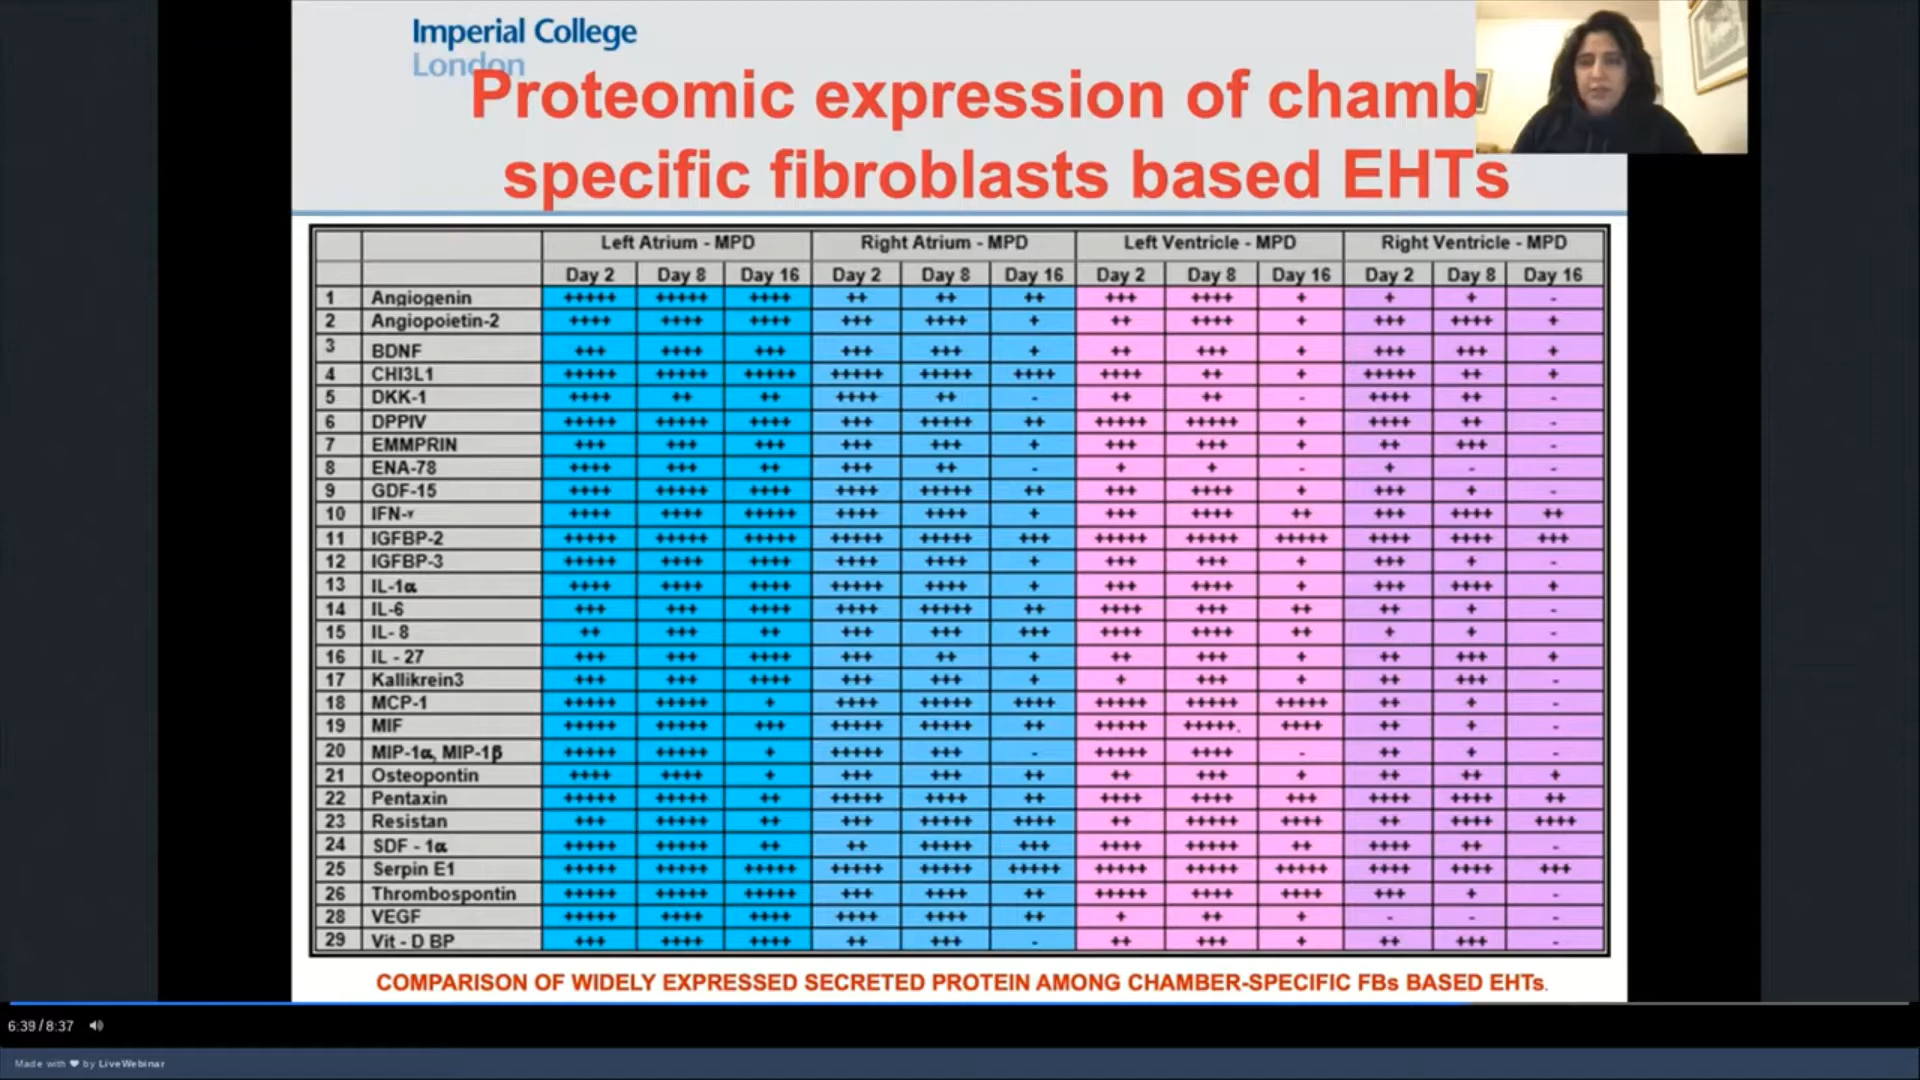 Imperial College
London
Proteomic expression of chamb
specific fibroblasts based EHTs
Left Atrium - MPD Right Atrium - MPD Left Ventricle - MPD Right Ventricle - MPD
Day 2 Day 8 Day 16 Day 2 Day 8 Day 16 Day 2 Day 8 Day 16 Day 2 Day 8 Day 16
1 Angiogenin +++++ +++++ ++++ ++ ++ ++ +++ ++++ + + + -
2 Angiopoietin-2 ++++ ++++ ++++ +++ ++++ + ++ ++++ + +++ ++++ +
3 BDNF +++ ++++ +++ +++ +++ + ++ +++ + +++ +++ +
4 CHI3L1 +++++ +++++ +++++ +++++ +++++ ++++ ++++ ++ + +++++ ++ +
5 DKK-1 ++++ ++ ++ ++++ ++ - ++ ++ - ++++ ++ -
6 DPPIV +++++ +++++ ++++ +++ +++++ ++ +++++ +++++ + ++++ ++ -
7 EMMPRIN +++ +++ +++ +++ +++ + +++ +++ + ++ +++ -
8 ENA-78 ++++ +++ ++ +++ ++ - + + - + - -
9 GDF-15 ++++ +++++ ++++ ++++ +++++ ++ +++ ++++ + +++ + -
10 IFN-γ ++++ ++++ +++++ ++++ ++++ + +++ ++++ ++ +++ ++++ ++
11 IGFBP-2 +++++ +++++ +++++ +++++ +++++ +++ +++++ +++++ +++++ ++++ ++++ +++
12 IGFBP-3 +++++ ++++ ++++ ++++ ++++ + +++ +++ + +++ + -
13 IL-1α ++++ ++++ ++++ +++++ ++++ + +++ ++++ + +++ ++++ +
14 IL-6 +++ +++ ++++ ++++ +++++ ++ ++++ +++ ++ ++ + -
15 IL- 8 ++ +++ ++ +++ +++ +++ ++++ ++++ ++ + + -
16 IL - 27 +++ +++ ++++ +++ ++ + ++ +++ + ++ +++ +
17 Kallikrein3 +++ +++ ++++ +++ +++ + + +++ + ++ +++ -
18 MCP-1 +++++ +++++ + ++++ +++++ ++++ +++++ +++++ +++++ ++ + -
19 MIF +++++ +++++ +++ +++++ +++++ ++ +++++ +++++. ++++ ++ + -
20 MIP-1α, MIP-1β +++++ +++++ + +++++ +++ - +++++ ++++ - ++ + -
21 Osteopontin ++++ ++++ + +++ +++ ++ ++ +++ + ++ ++ +
22 Pentaxin +++++ +++++ ++ +++++ ++++ ++ ++++ ++++ +++ ++++ ++++ ++
23 Resistan +++ +++++ ++ +++ +++++ ++++ ++ +++++ ++++ ++ ++++ ++++
24 SDF - 1α +++++ +++++ ++ ++ +++++ +++ ++++ +++++ ++ ++++ ++ -
25 Serpin E1 +++++ +++++ +++++ +++++ +++++ +++++ +++++ +++++ +++++ ++++ ++++ +++
26 Thrombospontin +++++ +++++ +++++ +++ ++++ ++ +++++ ++++ ++++ +++ + -
28 VEGF +++++ ++++ ++++ ++++ ++++ ++ + ++ + - - -
29 Vit - D BP +++ ++++ ++++ ++ +++ - ++ +++ + ++ +++ -
COMPARISON OF WIDELY EXPRESSED SECRETED PROTEIN AMONG CHAMBER-SPECIFIC FBs BASED EHTs.
6:39 / 8:37
Made with ❤ by LiveWebinar